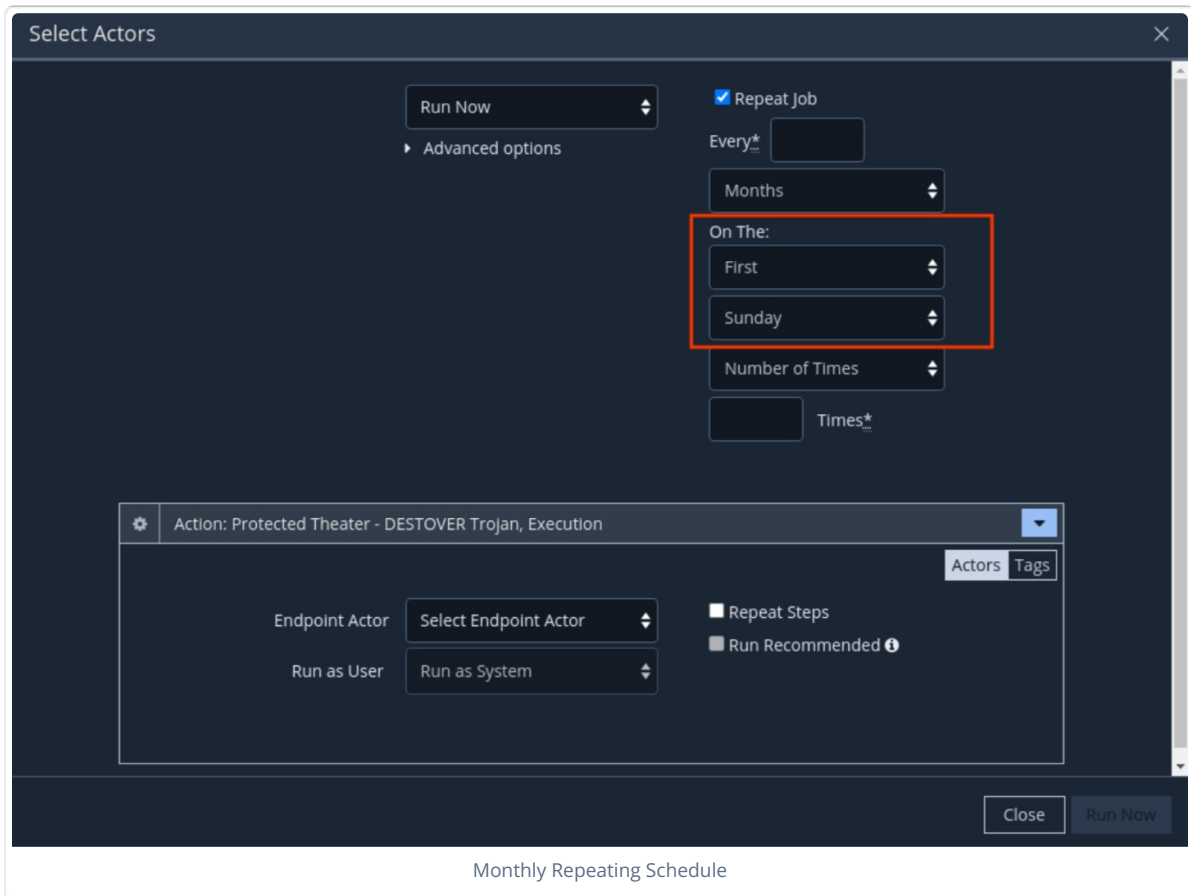 Select Actors
Run Now
Advanced options
Repeat Job
Every*
Months
On The:
First
Sunday
Number of Times
Times*
Action: Protected Theater - DESTOVER Trojan, Execution
Actors Tags
Endpoint Actor Select Endpoint Actor
Repeat Steps
Run as User Run as System
Run Recommended
Close Run Now
Monthly Repeating Schedule